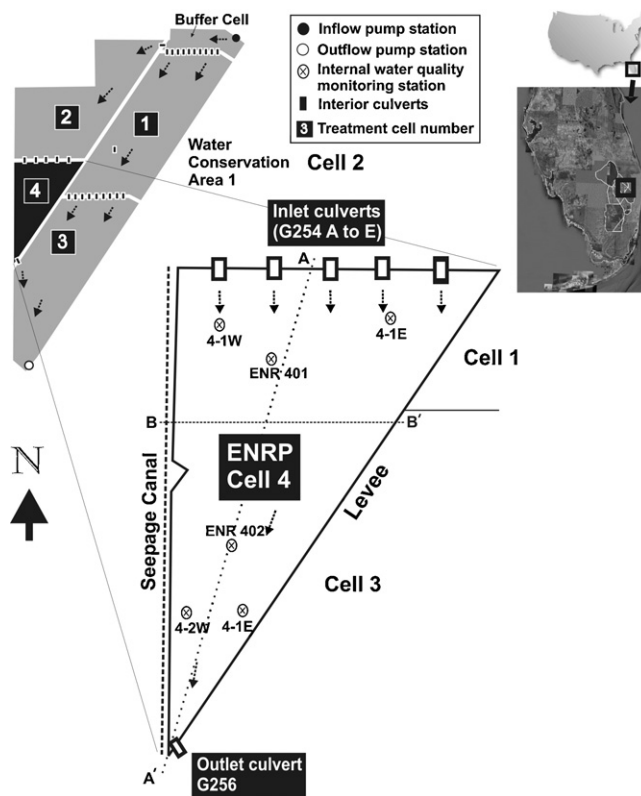 Buffer Cell
Inflow pump station
Outflow pump station
Internal water quality
monitoring station
Interior culverts
3 Treatment cell number
2
1
4
3
Water
Conservation
Area 1
Cell 2
Inlet culverts
(G254 A to E)
A
4-1W
4-1E
ENR 401
Cell 1
B
B'
N
ENRP
Cell 4
Seepage Canal
Levee
ENR 402
Cell 3
4-2W
4-1E
A'
Outlet culvert
G256